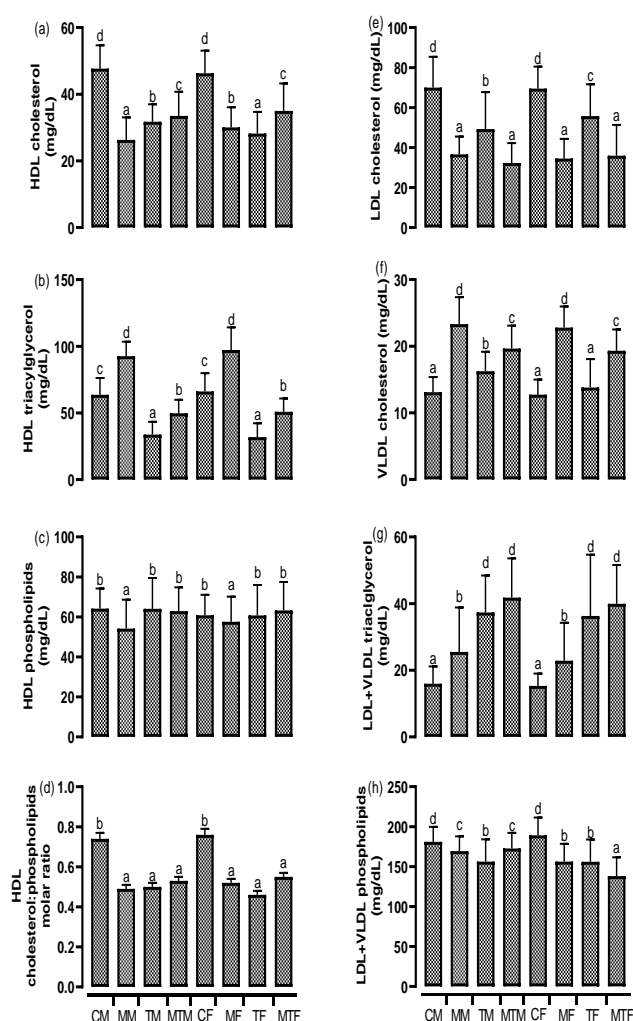 (a)
HDL cholesterol
(mg/dL)
60
40
20
0
d a b c d b a c
(e)
LDL cholesterol (mg/dL)
100
80
60
40
20
0
d a b a d a c a
(b)
HDL triacylglycerol
(mg/dL)
150
100
50
0
c d a b c d a b
(f)
VLDL cholesterol (mg/dL)
30
20
10
0
a d b c a d a c
(c)
HDL phospholipids
(mg/dL)
100
80
60
40
20
0
b a b b b a b b
(g)
LDL+VLDL triaclglycerol
(mg/dL)
60
40
20
0
a b d d a b d d
(d)
HDL
cholesterol:phospholipids
molar ratio
1.0
0.8
0.6
0.4
0.2
0.0
b a a a b a a a
CM MM TM MTM CF MF TF MTF
(h)
LDL+VLDL phospholipids
(mg/dL)
250
200
150
100
50
0
d c b c d b b a
CM MM TM MTM CF MF TF MTF